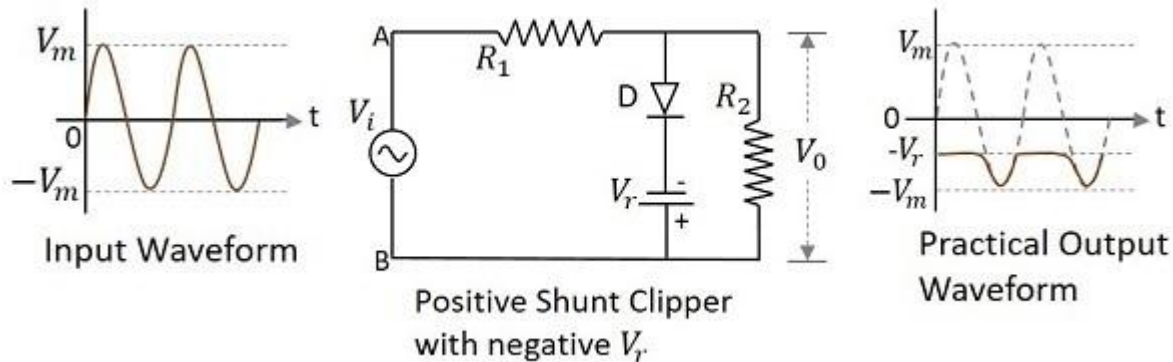 V_m
0
t
−V_m
Input Waveform
A
R_1
D
R_2
V_i
V_0
V_r
-
+
B
Positive Shunt Clipper
with negative V_r
V_m
0
t
-V_r
−V_m
Practical Output
Waveform